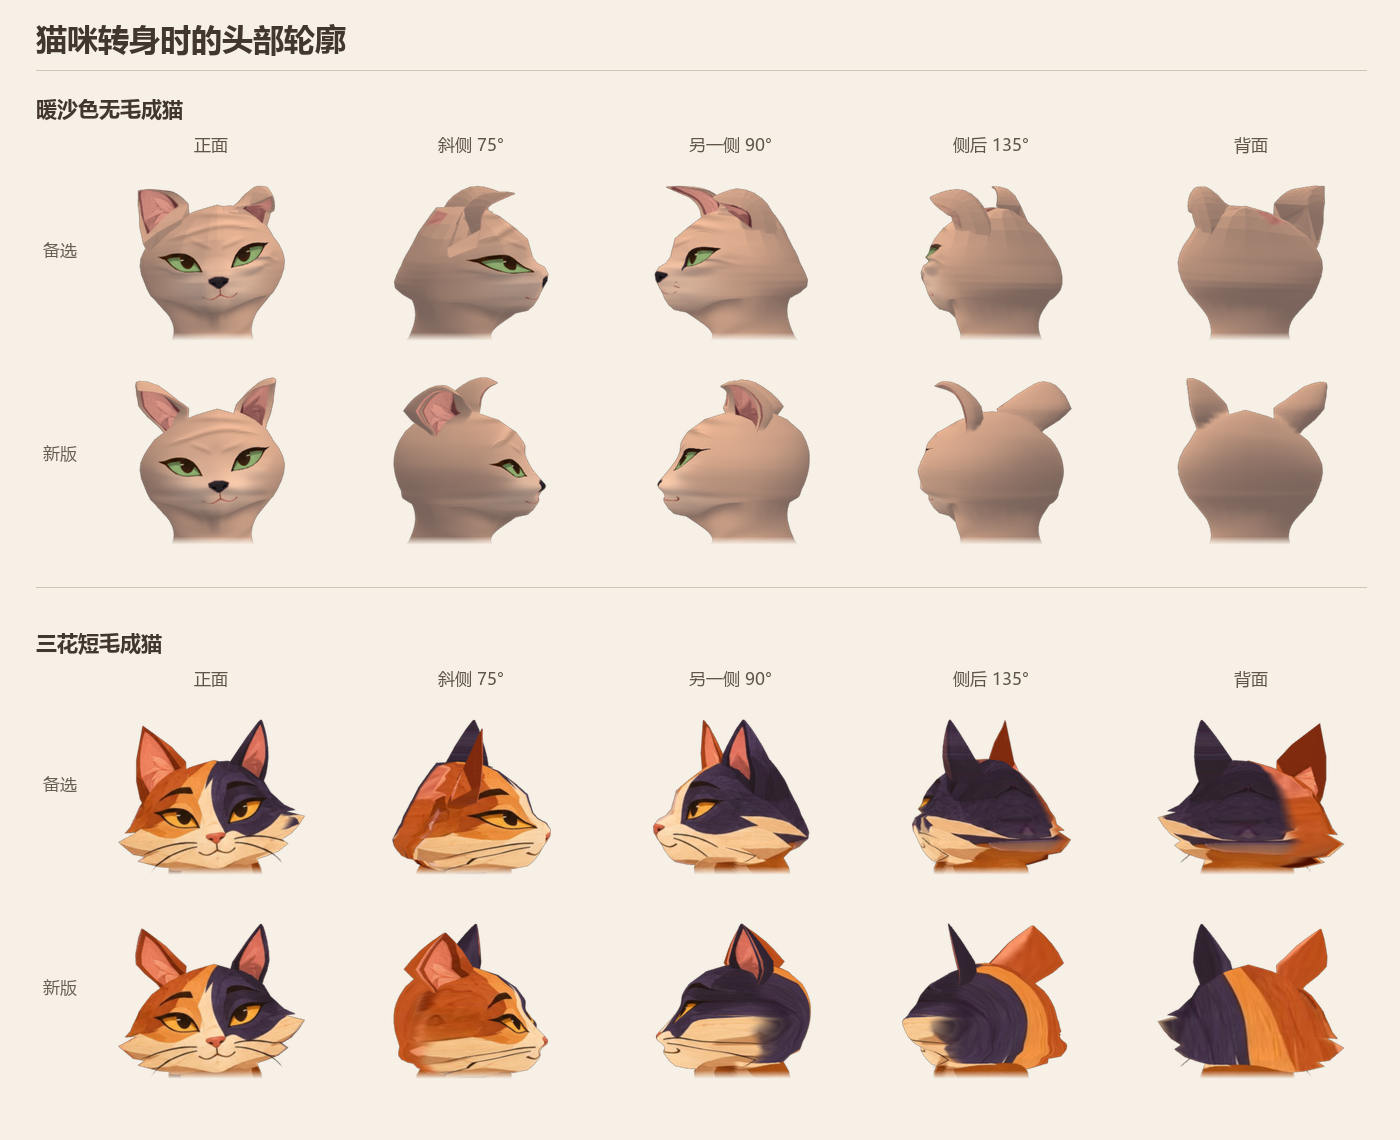 猫咪转身时的头部轮廓
暖沙色无毛成猫
正面 斜侧 75° 另一侧 90° 侧后 135° 背面
备选
新版
三花短毛成猫
正面 斜侧 75° 另一侧 90° 侧后 135° 背面
备选
新版